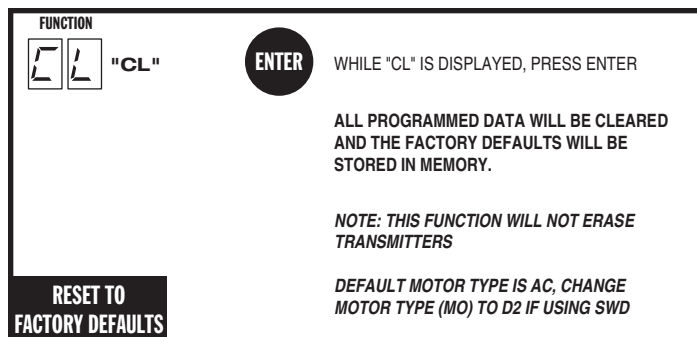 FUNCTION
CL "CL"
ENTER
WHILE "CL" IS DISPLAYED, PRESS ENTER
ALL PROGRAMMED DATA WILL BE CLEARED
AND THE FACTORY DEFAULTS WILL BE
STORED IN MEMORY.
NOTE: THIS FUNCTION WILL NOT ERASE
TRANSMITTERS
DEFAULT MOTOR TYPE IS AC, CHANGE
MOTOR TYPE (MO) TO D2 IF USING SWD
RESET TO
FACTORY DEFAULTS